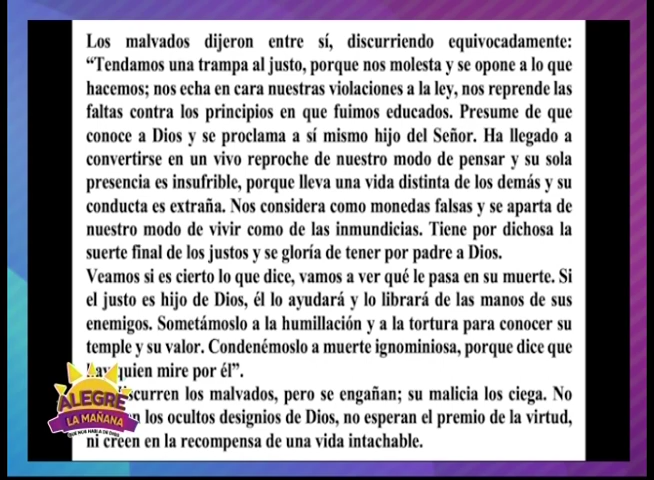 Los malvados dijeron entre sí, discurriendo equivocadamente:
“Tendamos una trampa al justo, porque nos molesta y se opone a lo que
hacemos; nos echa en cara nuestras violaciones a la ley, nos reprende las
faltas contra los principios en que fuimos educados. Presume de que
conoce a Dios y se proclama a sí mismo hijo del Señor. Ha llegado a
convertirse en un vivo reproche de nuestro modo de pensar y su sola
presencia es insufrible, porque lleva una vida distinta de los demás y su
conducta es extraña. Nos considera como monedas falsas y se aparta de
nuestro modo de vivir como de las inmundicias. Tiene por dichosa la
suerte final de los justos y se gloría de tener por padre a Dios.
Veamos si es cierto lo que dice, vamos a ver qué le pasa en su muerte. Si
el justo es hijo de Dios, él lo ayudará y lo librará de las manos de sus
enemigos. Sometámoslo a la humillación y a la tortura para conocer su
temple y su valor. Condenémoslo a muerte ignominiosa, porque dice que
hay quien mire por él”.
discurren los malvados, pero se engañan; su malicia los ciega. No
los ocultos designios de Dios, no esperan el premio de la virtud,
ni creen en la recompensa de una vida intachable.
ALEGRE
LA MAÑANA
QUE NOS HABLA DE DIOS